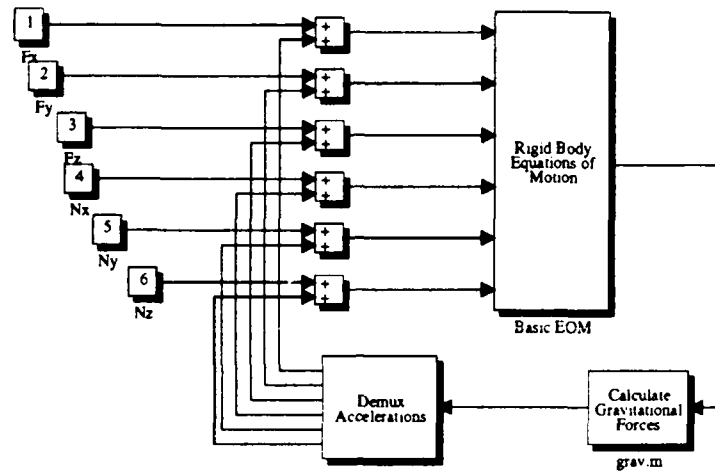 1
Fx
2
Fy
3
Fz
4
Nx
5
Ny
6
Nz
+
+
+
+
+
+
+
+
+
+
+
+
Rigid Body
Equations of
Motion
Basic EOM
Demux
Accelerations
Calculate
Gravitational
Forces
grav.m